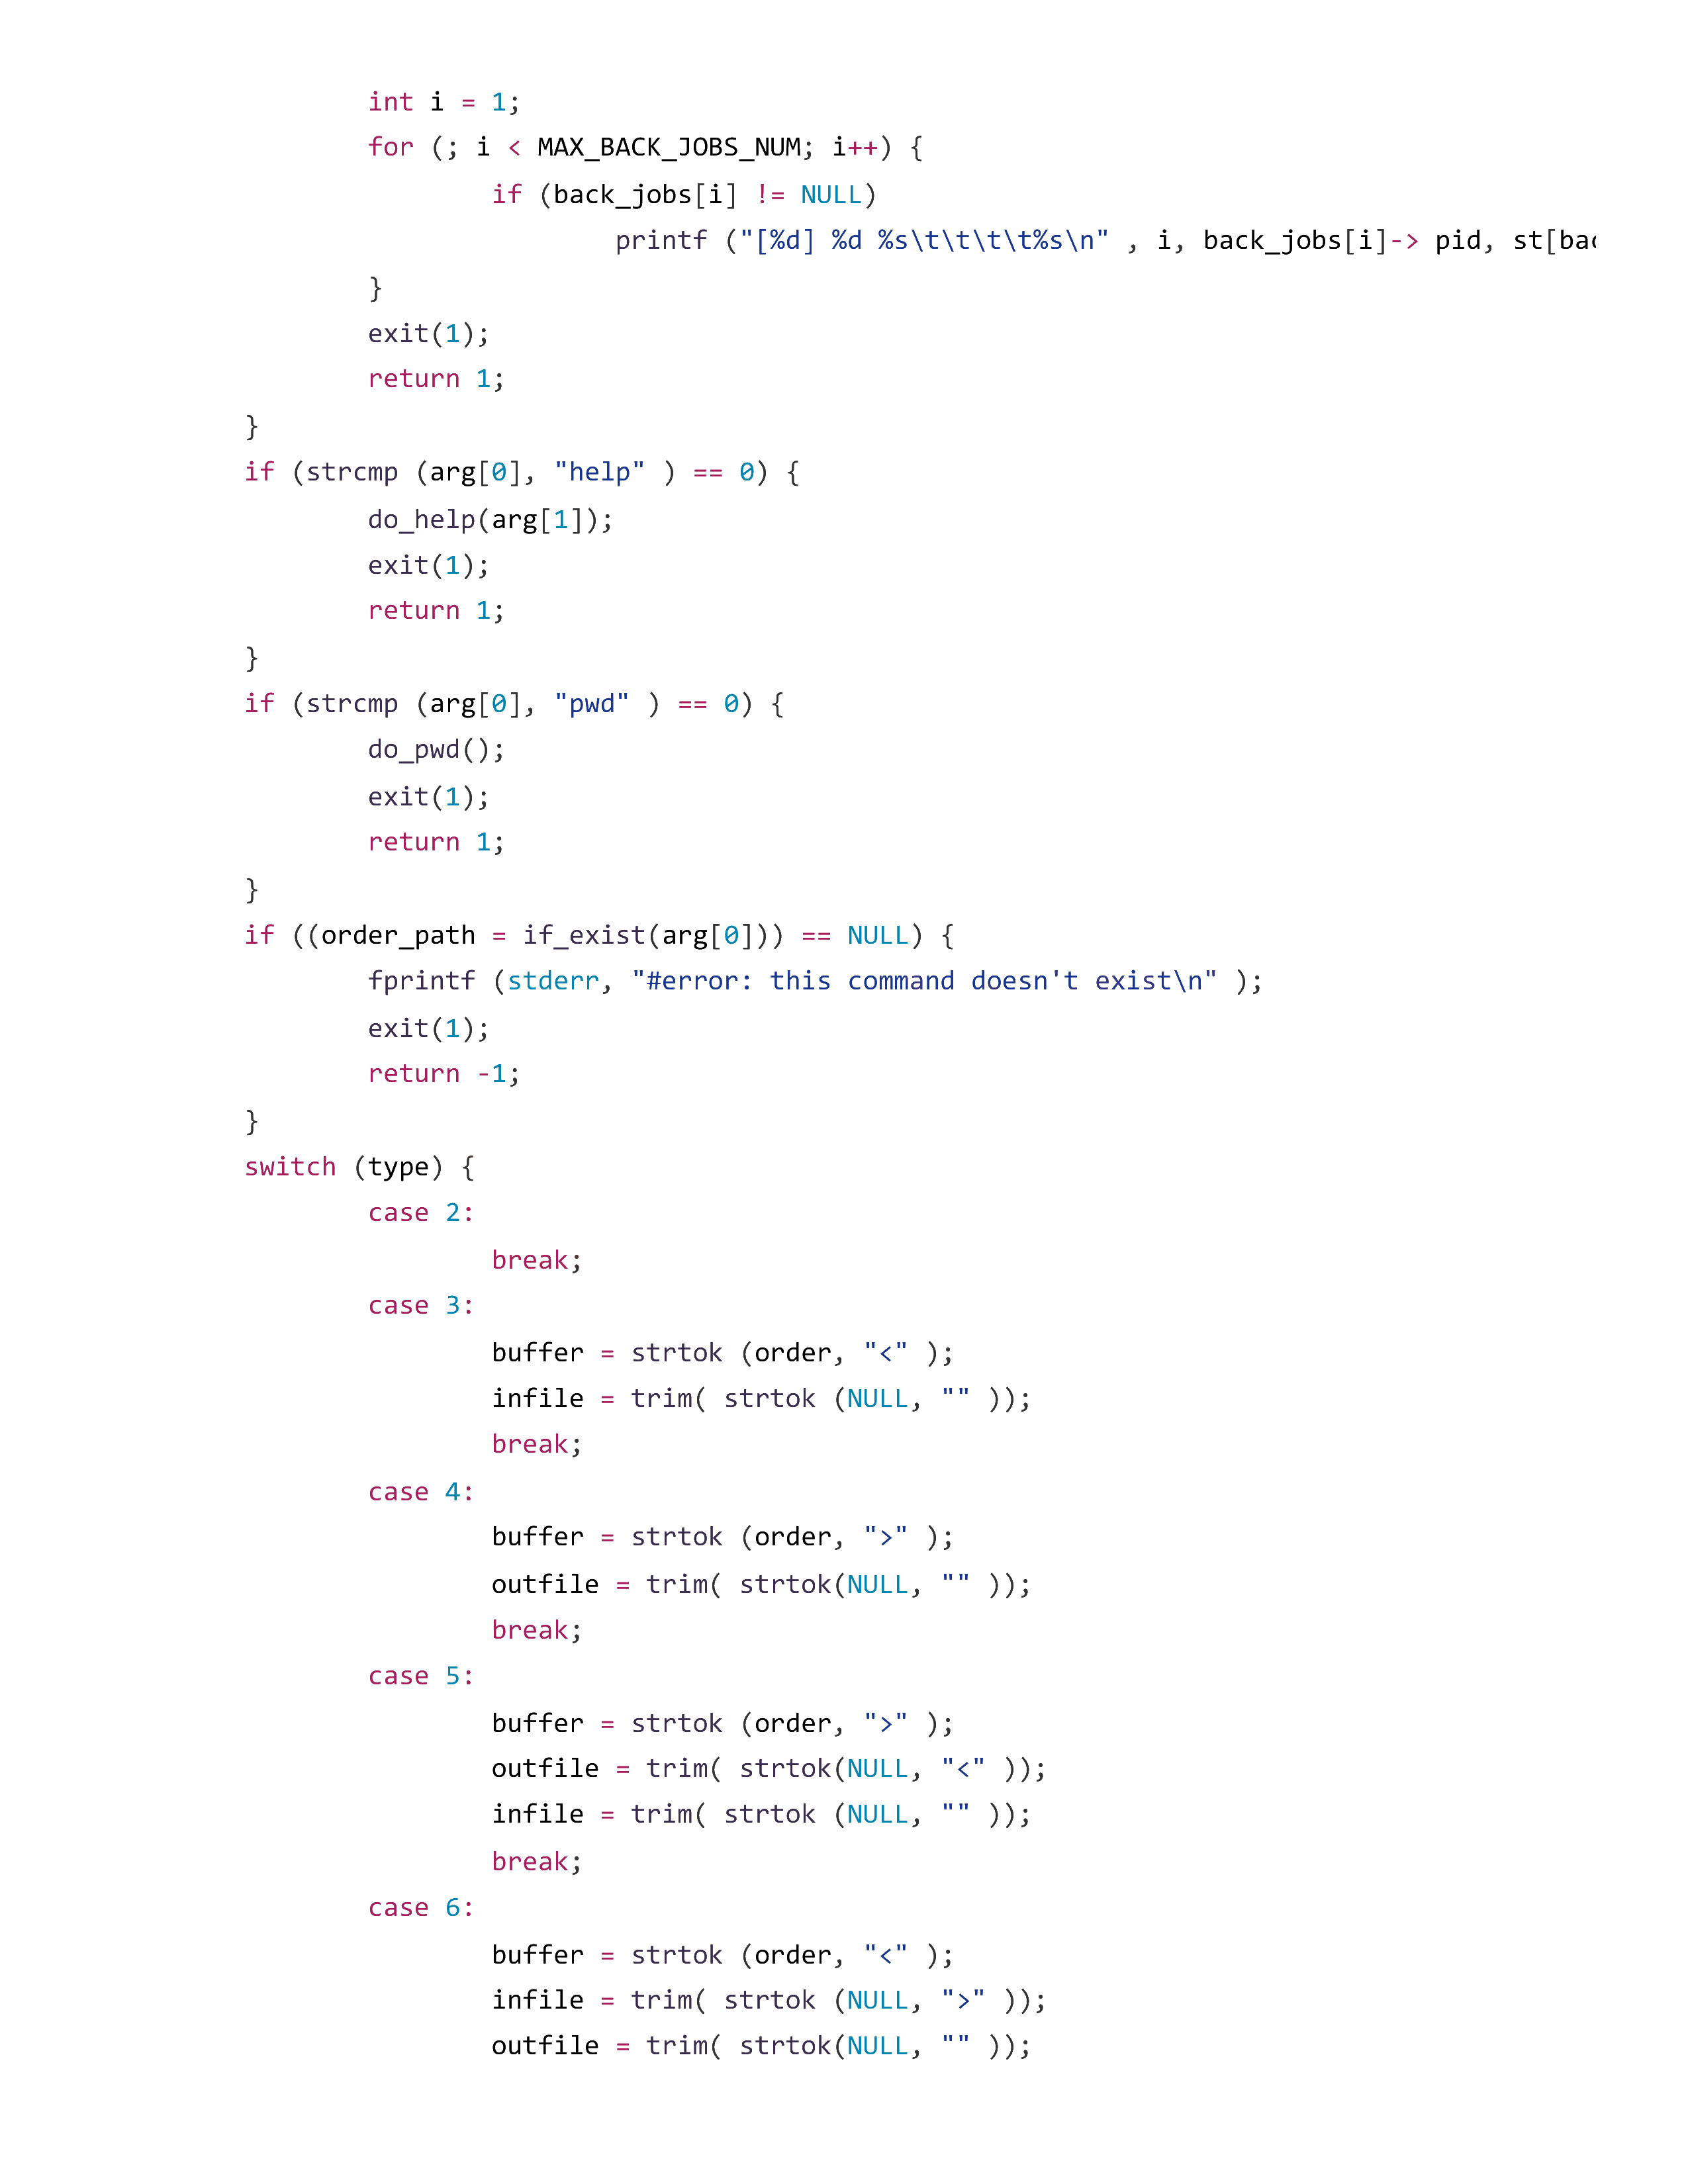 int i = 1;
for (; i < MAX_BACK_JOBS_NUM; i++) {
if (back_jobs[i] != NULL)
printf ("[%d] %d %s\t\t\t\t%s\n" , i, back_jobs[i]-> pid, st[bac
}
exit(1);
return 1;
}
if (strcmp (arg[0], "help" ) == 0) {
do_help(arg[1]);
exit(1);
return 1;
}
if (strcmp (arg[0], "pwd" ) == 0) {
do_pwd();
exit(1);
return 1;
}
if ((order_path = if_exist(arg[0])) == NULL) {
fprintf (stderr, "#error: this command doesn't exist\n" );
exit(1);
return -1;
}
switch (type) {
case 2:
break;
case 3:
buffer = strtok (order, "<" );
infile = trim( strtok (NULL, "" ));
break;
case 4:
buffer = strtok (order, ">" );
outfile = trim( strtok(NULL, "" ));
break;
case 5:
buffer = strtok (order, ">" );
outfile = trim( strtok(NULL, "<" ));
infile = trim( strtok (NULL, "" ));
break;
case 6:
buffer = strtok (order, "<" );
infile = trim( strtok (NULL, ">" ));
outfile = trim( strtok(NULL, "" ));